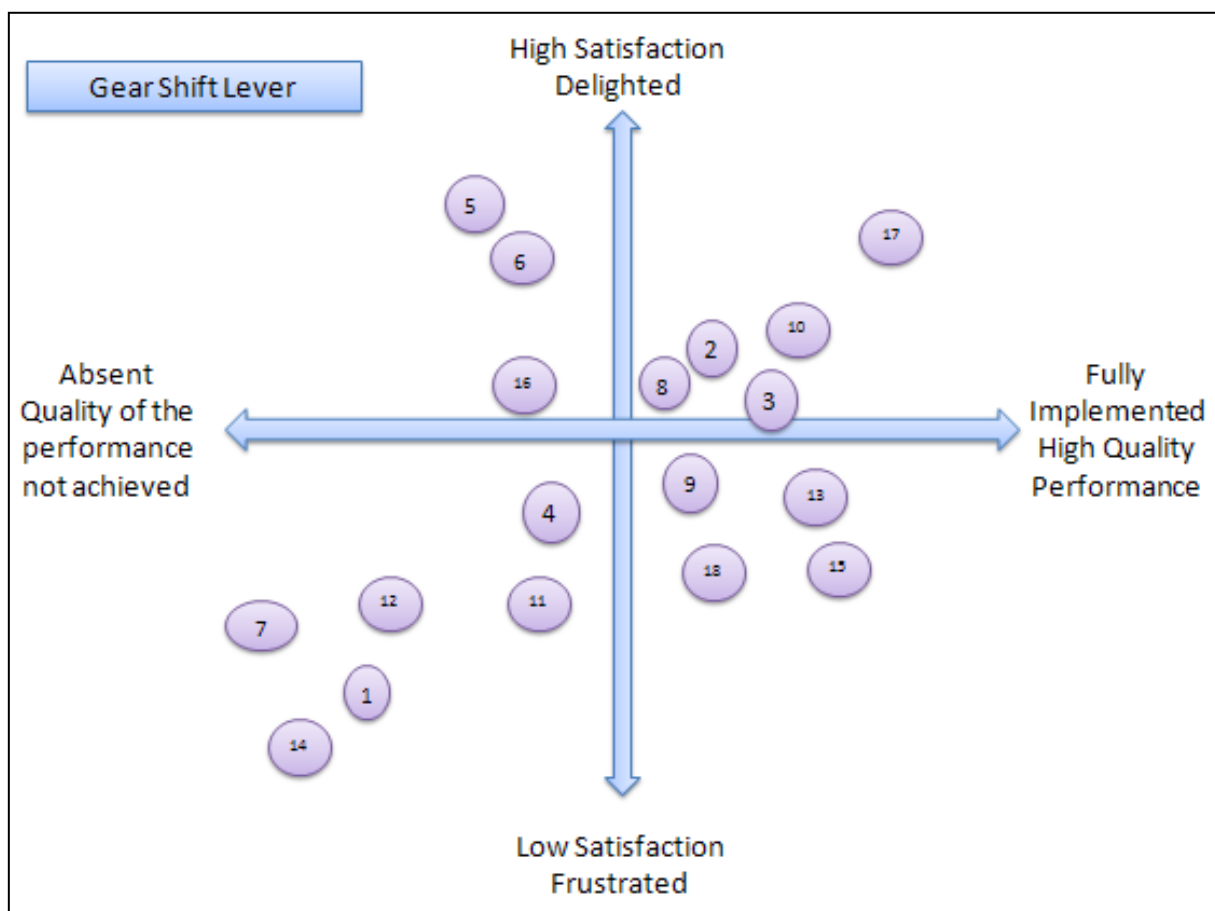 High Satisfaction
Delighted
Gear Shift Lever
5
17
6
10
2
16
8
3
Absent
Quality of the
performance
not achieved
Fully
Implemented
High Quality
Performance
9
13
4
18
15
12
11
7
1
14
Low Satisfaction
Frustrated